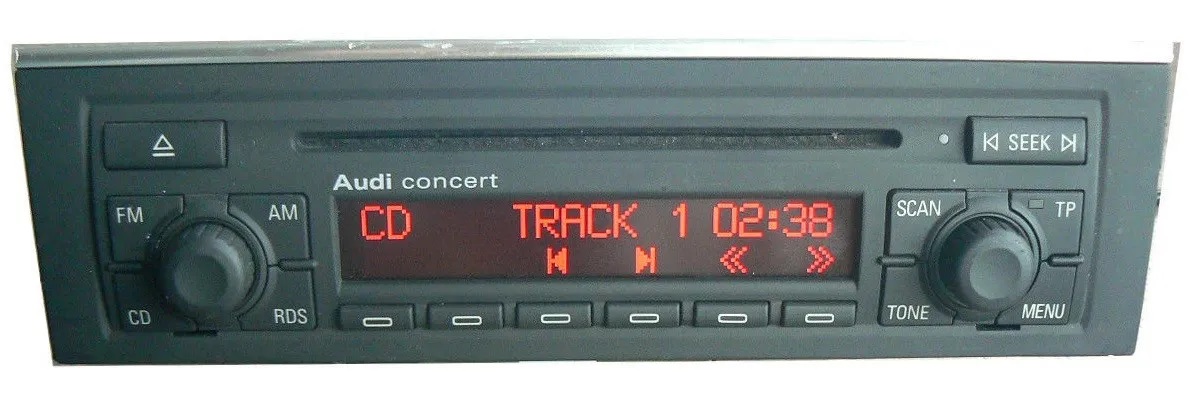 SEEK
Audi concert
FM AM
CD TRACK 1 02:38
SCAN TP
CD RDS
TONE MENU